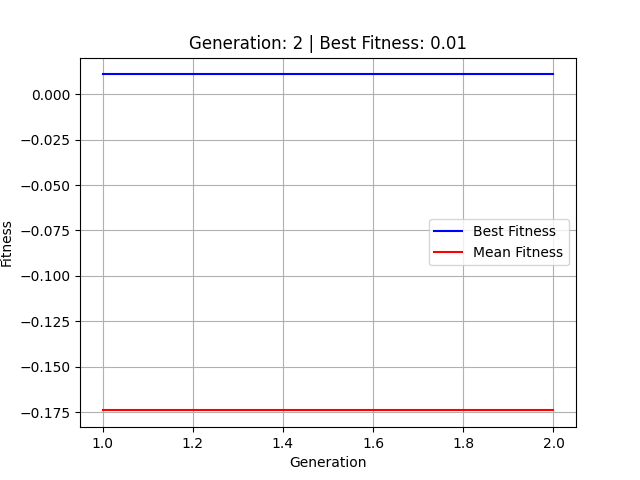 Generation: 2 | Best Fitness: 0.01
0.000
−0.025
−0.050
−0.075
−0.100
−0.125
−0.150
−0.175
Fitness
Best Fitness
Mean Fitness
1.0 1.2 1.4 1.6 1.8 2.0
Generation